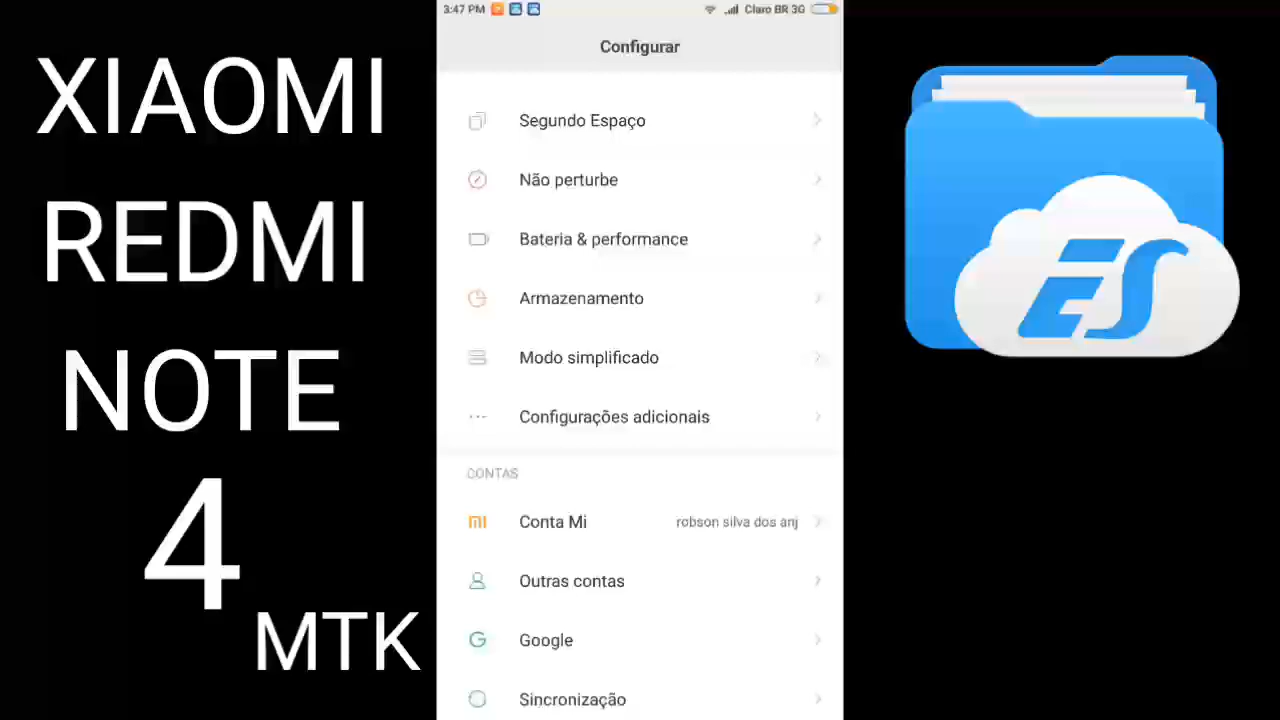 XIAOMI
REDMI
NOTE
4
MTK
3:47 PM
Claro BR 3G
Configurar
Segundo Espaço
Não perturbe
Bateria & performance
Armazenamento
Modo simplificado
Configurações adicionais
CONTAS
Conta Mi
robson silva dos anj
Outras contas
Google
Sincronização
ES